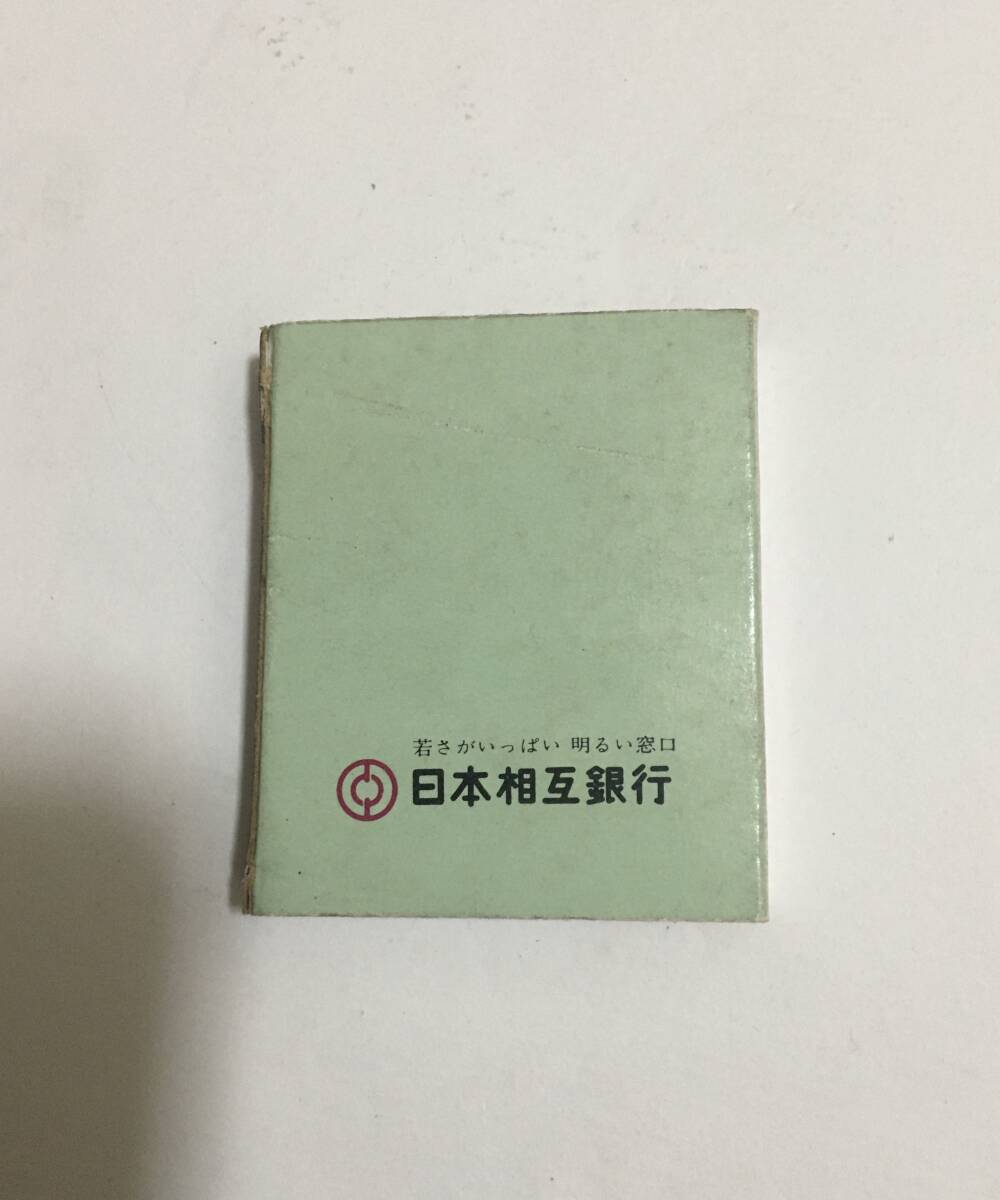 若さがいっぱい 明るい窓口
日本相互銀行